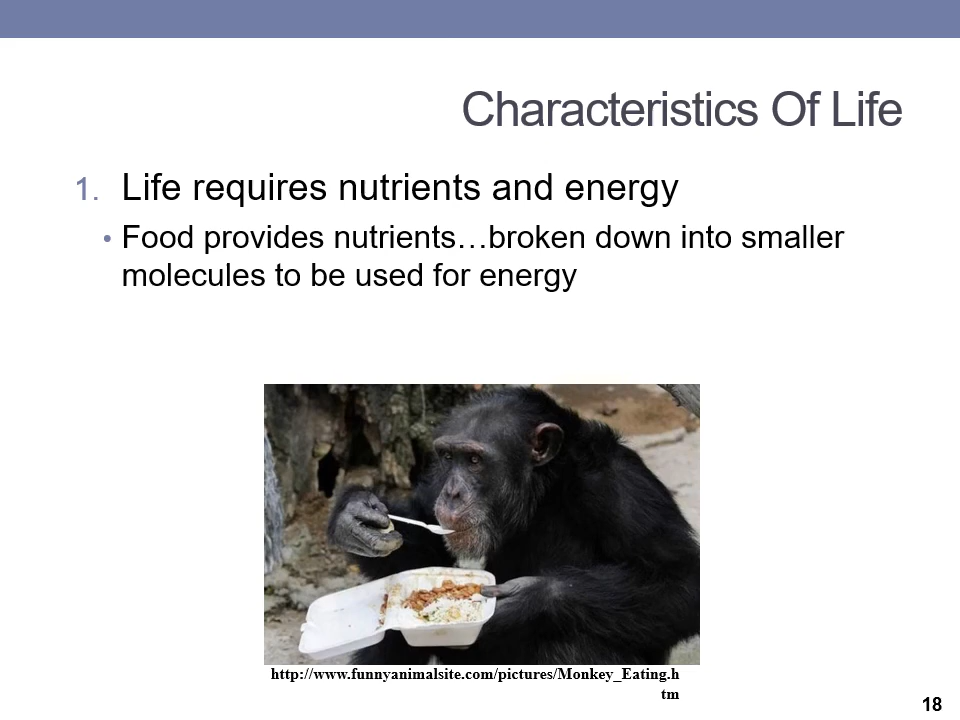 Characteristics Of Life
1. Life requires nutrients and energy
• Food provides nutrients…broken down into smaller
molecules to be used for energy
http://www.funnyanimalsite.com/pictures/Monkey_Eating.h
tm
18